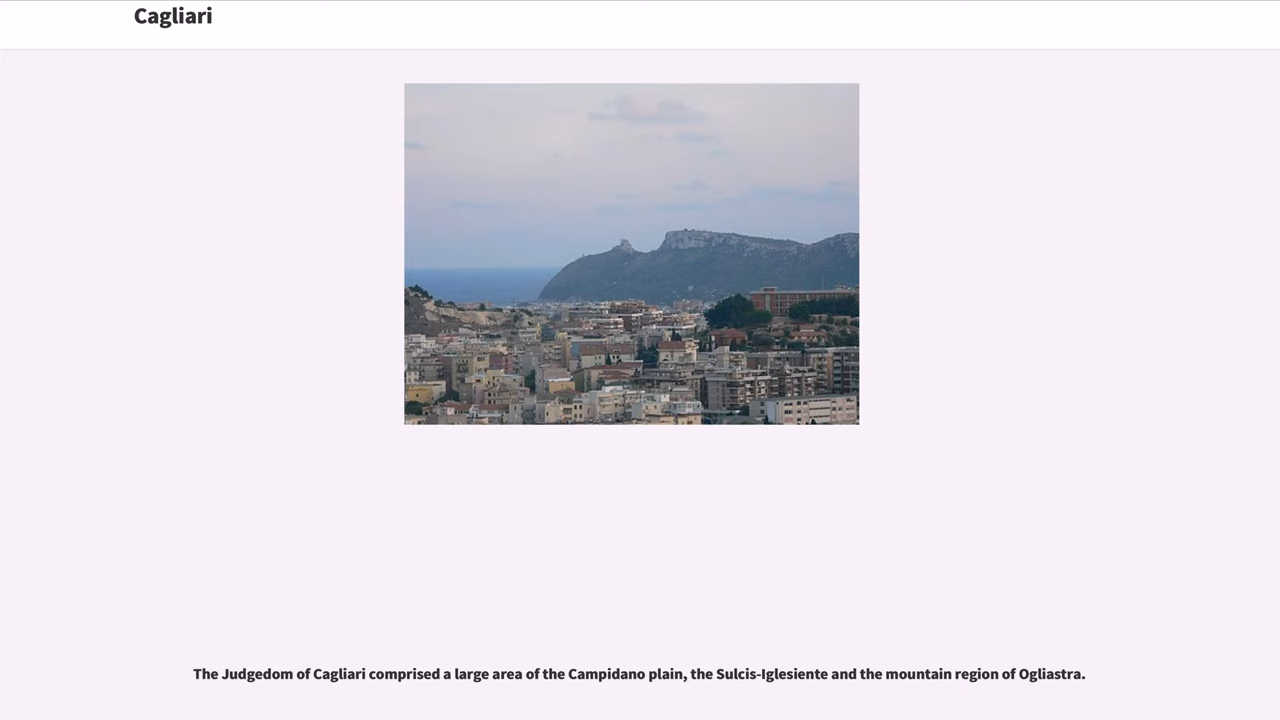 Cagliari
The Judgedom of Cagliari comprised a large area of the Campidano plain, the Sulcis-Iglesiente and the mountain region of Ogliastra.